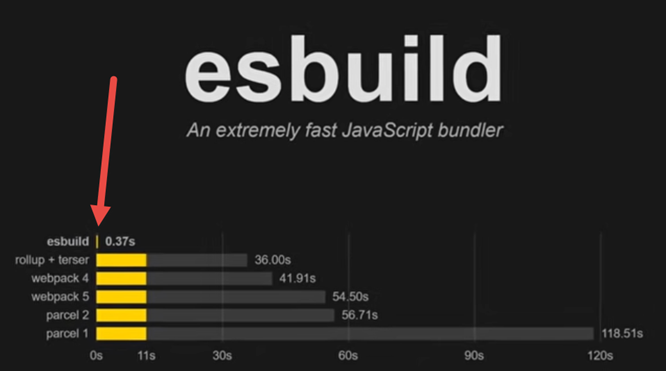 esbuild
An extremely fast JavaScript bundler
esbuild 0.37s
rollup + terser 36.00s
webpack 4 41.91s
webpack 5 54.50s
parcel 2 56.71s
parcel 1 118.51s
0s 11s 30s 60s 90s 120s